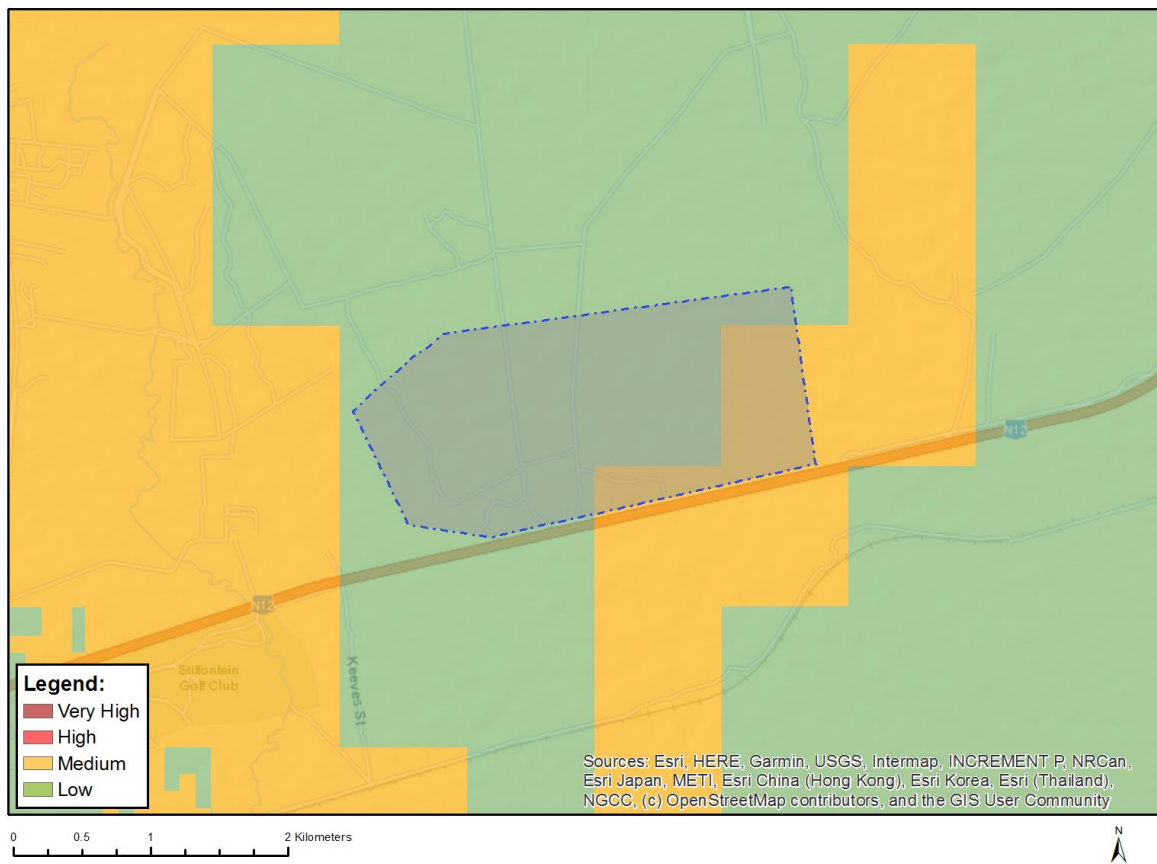 N12
N12
Stilfontein
Golf Club
Keeves St
Legend:
Very High
High
Medium
Low
Sources: Esri, HERE, Garmin, USGS, Intermap, INCREMENT P, NRCan,
Esri Japan, METI, Esri China (Hong Kong), Esri Korea, Esri (Thailand),
NGCC, (c) OpenStreetMap contributors, and the GIS User Community
0 0.5 1 2 Kilometers
N